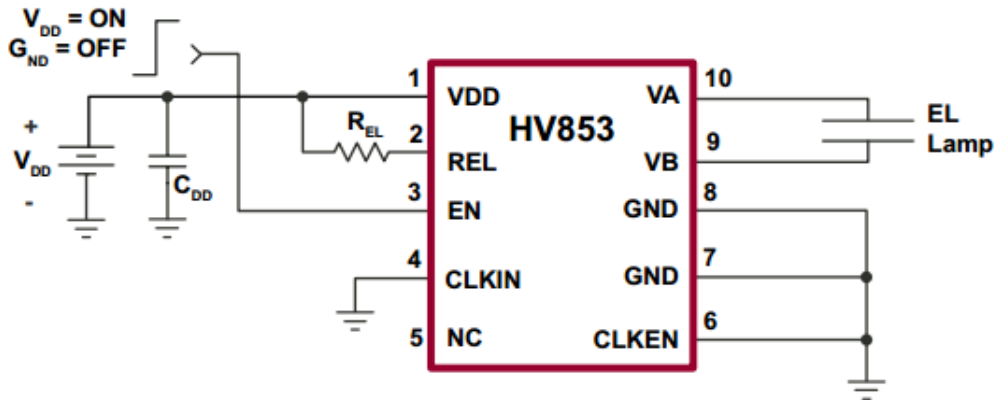 VDD = ON
GND = OFF
1
VDD
HV853
VA
10
+
VDD
-
CDD
REL
2
REL
VB
9
EL
Lamp
3
EN
GND
8
4
CLKIN
GND
7
5
NC
CLKEN
6